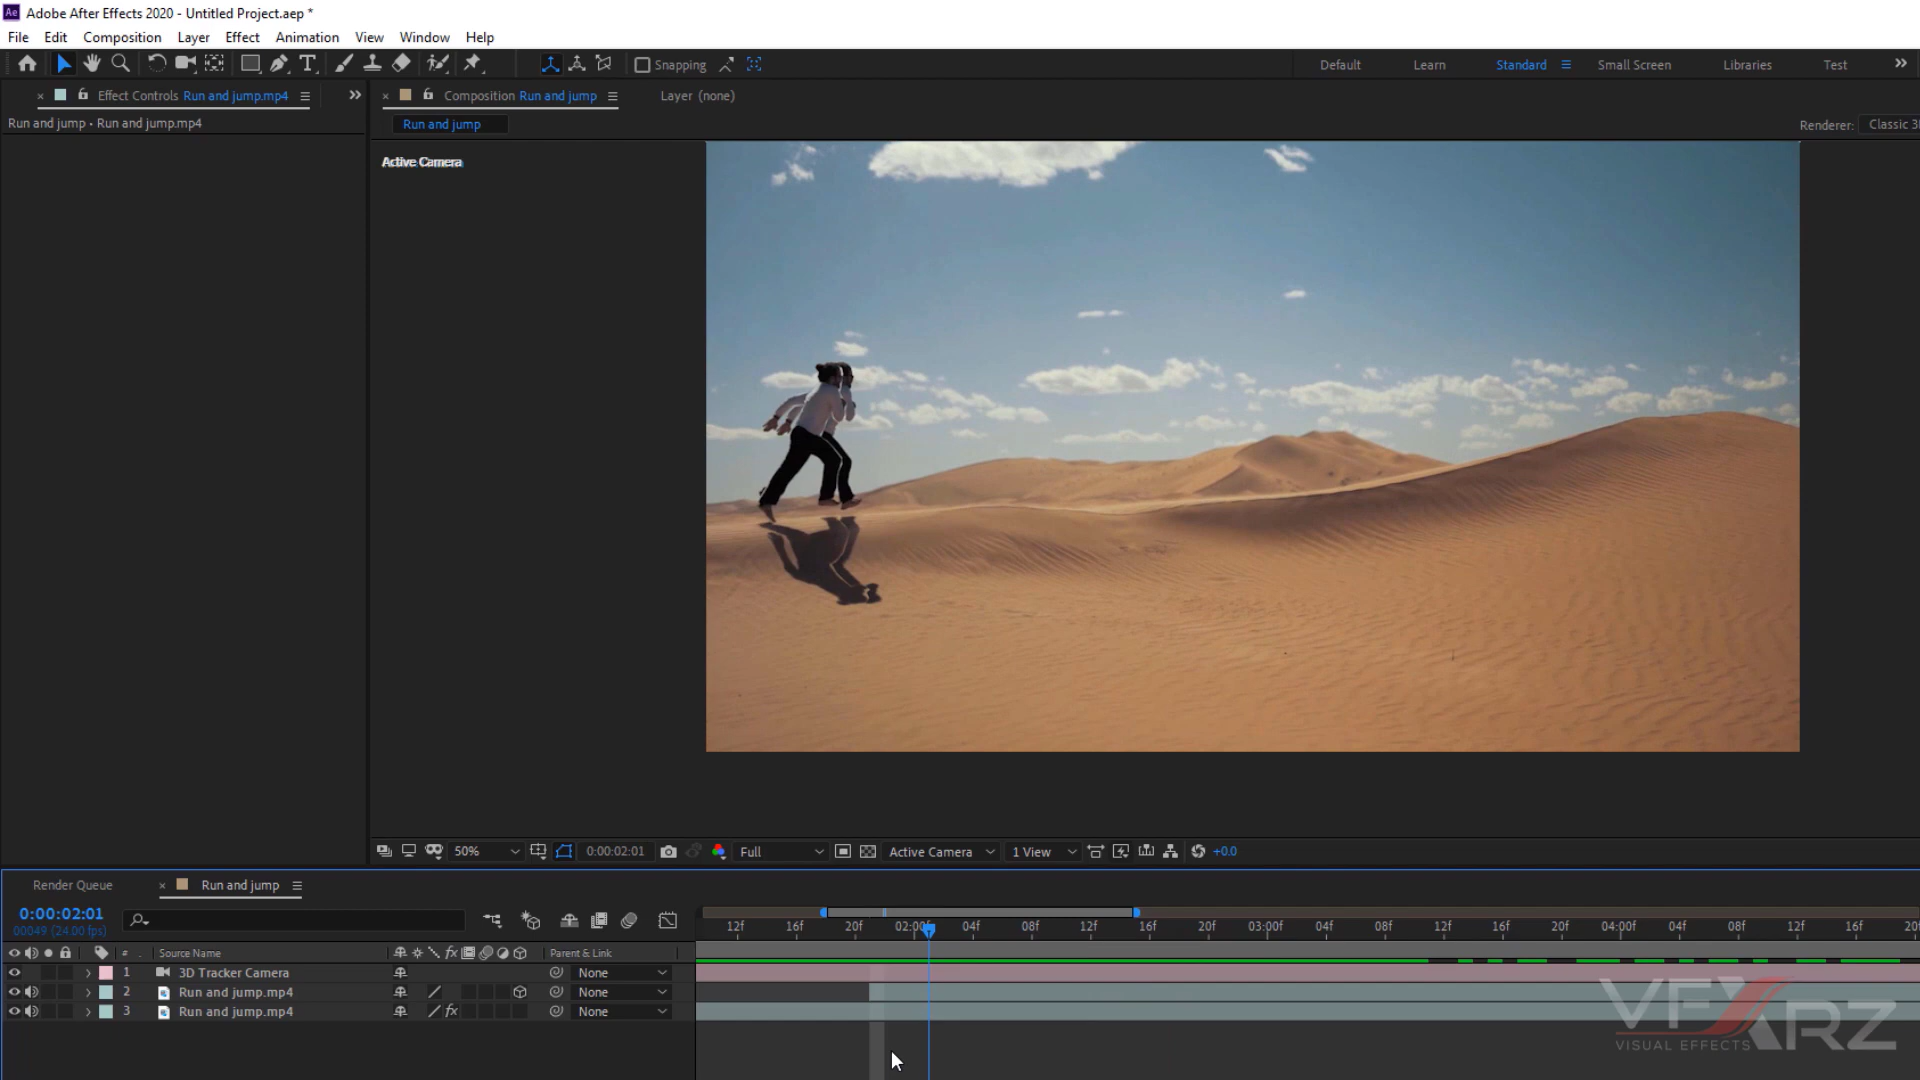 Adobe After Effects 2020 - Untitled Project.aep *
File Edit Composition Layer Effect Animation View Window Help
Snapping Default Learn Standard Small Screen Libraries Test
Effect Controls Run and jump.mp4 Composition Run and jump Layer (none)
Run and jump • Run and jump.mp4 Run and jump Renderer: Classic 3
Active Camera
50% 0:00:02:01 Full Active Camera 1 View +0.0
Render Queue Run and jump
0:00:02:01
00049 (24.00 fps)
12f 16f 20f 02:00f 04f 08f 12f 16f 20f 03:00f 04f 08f 12f 16f 20f 04:00f 04f 08f 12f 16f 20f
# Source Name fx Parent & Link
1 3D Tracker Camera None
2 Run and jump.mp4 None
3 Run and jump.mp4 fx None
VFXARZ
VISUAL EFFECTS